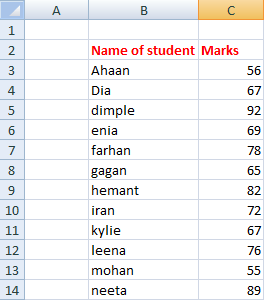 A B C
1
2 Name of student Marks
3 Ahaan 56
4 Dia 67
5 dimple 92
6 enia 69
7 farhan 78
8 gagan 65
9 hemant 82
10 iran 72
11 kylie 67
12 leena 76
13 mohan 55
14 neeta 89